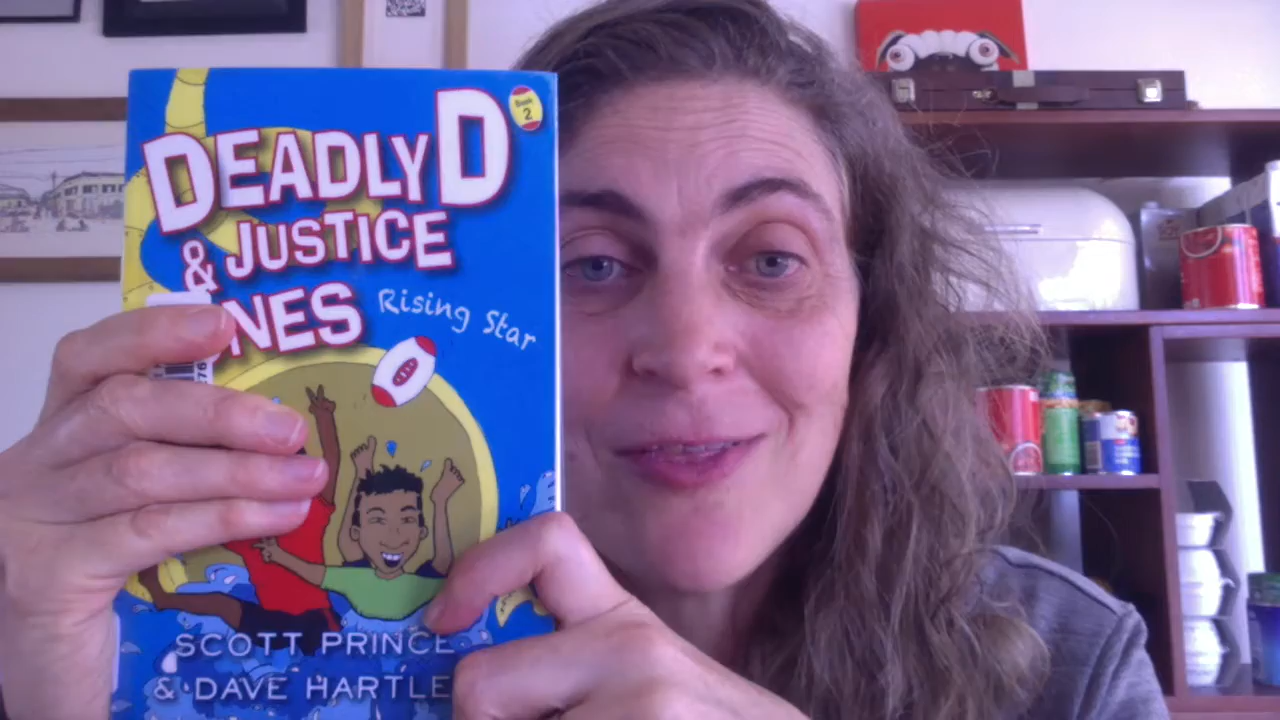 Book
2
DEADLY D
& JUSTICE
NES
Rising Star
SCOTT PRINCE
& DAVE HARTLE